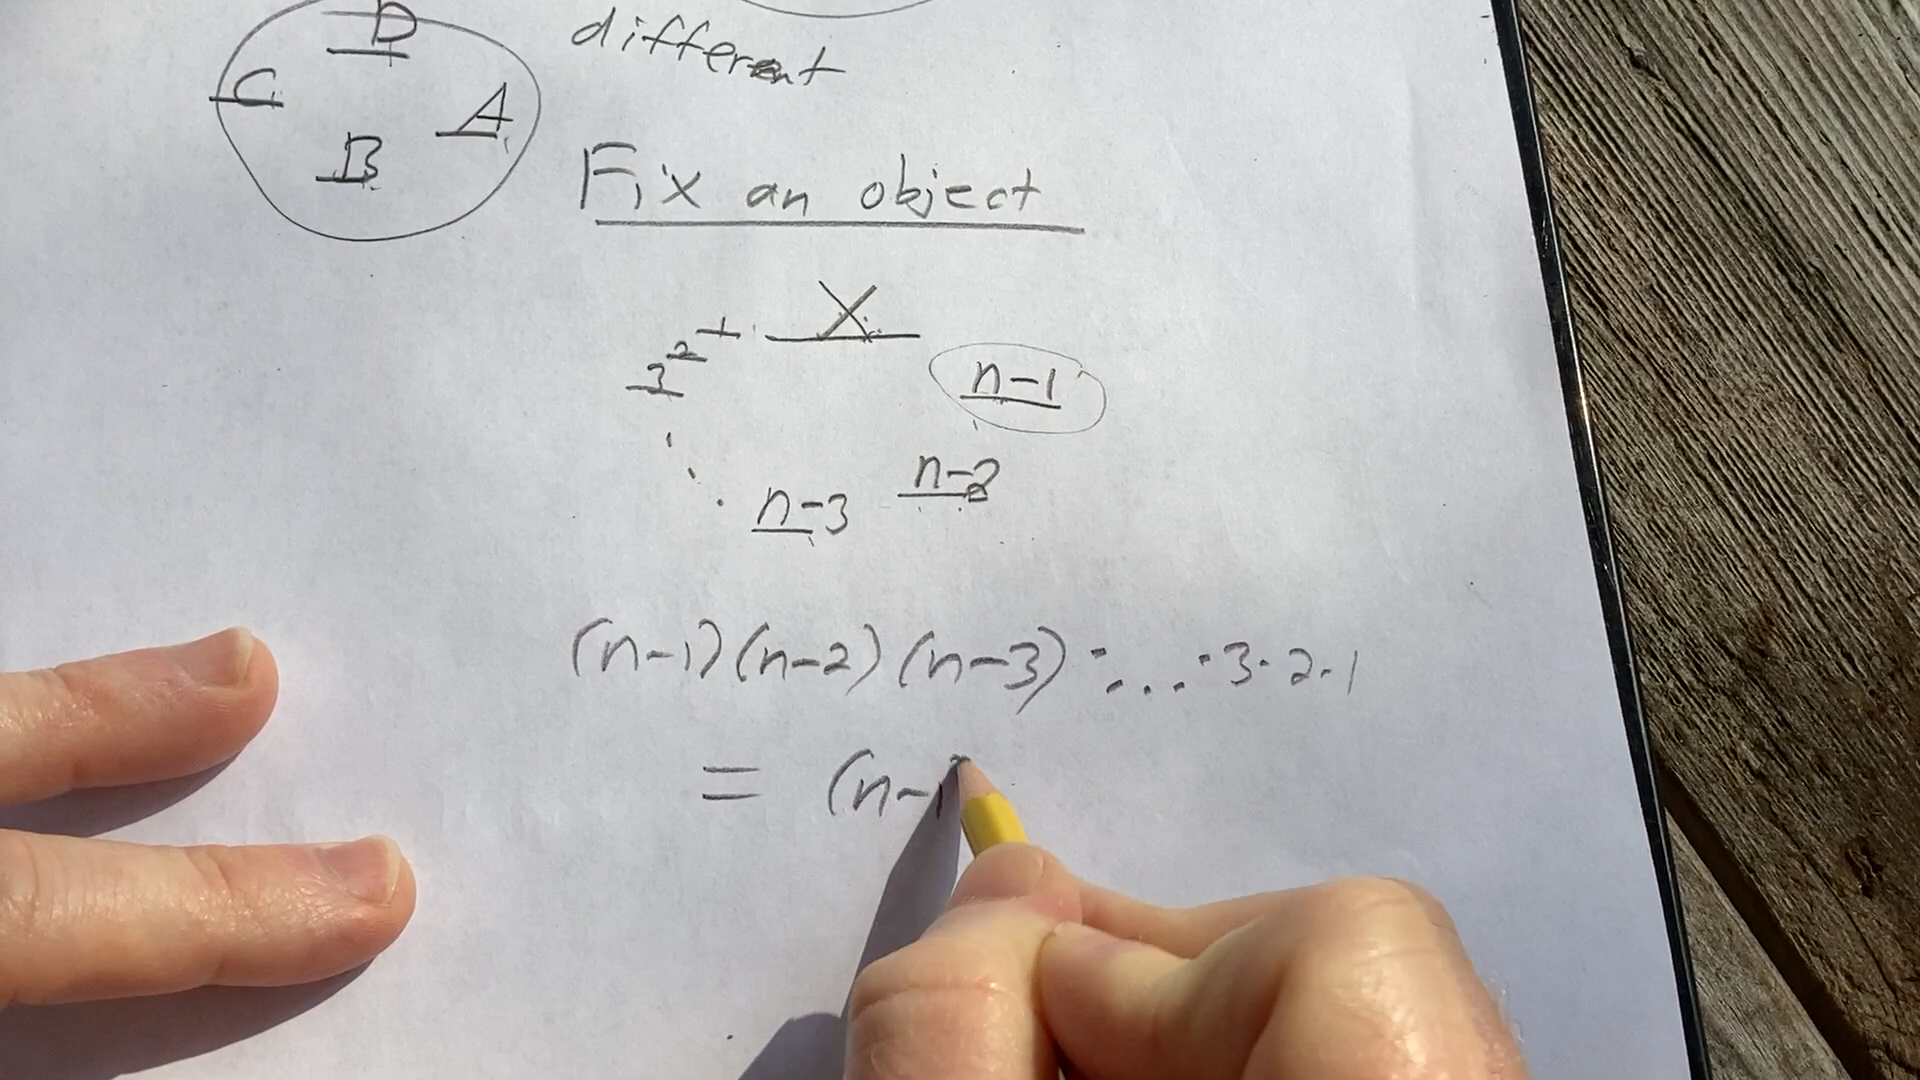 D
C
A
B
different
Fix an object
X
1
2
3
n-1
n-2
n-3
(n-1)(n-2)(n-3)·...·3·2·1
= (n-1